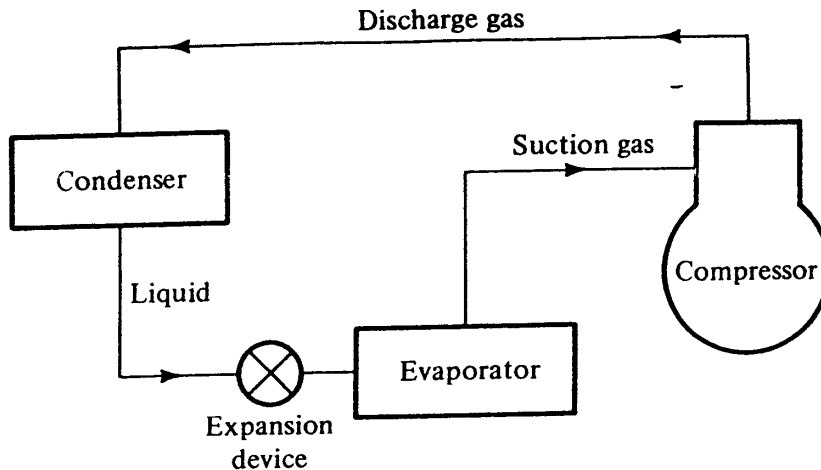 Discharge gas
Suction gas
Condenser
Compressor
Liquid
Evaporator
Expansion
device